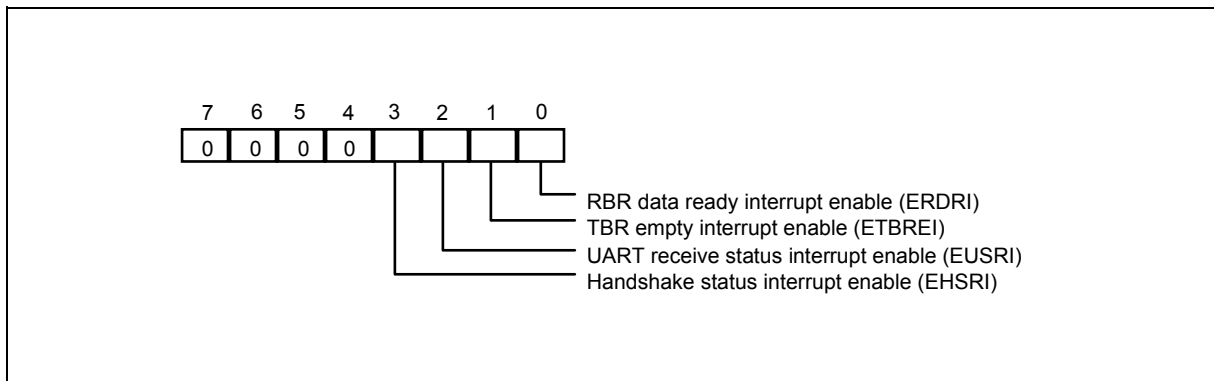 7 6 5 4 3 2 1 0
0 0 0 0
RBR data ready interrupt enable (ERDRI)
TBR empty interrupt enable (ETBREI)
UART receive status interrupt enable (EUSRI)
Handshake status interrupt enable (EHSRI)